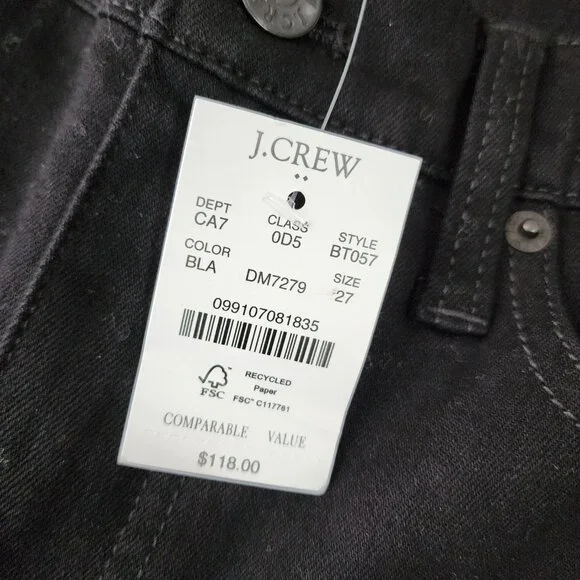 J.CREW
DEPT CLASS STYLE
CA7 0D5 BT057
COLOR SIZE
BLA DM7279 27
099107081835
RECYCLED
Paper
FSC FSC™ C117781
COMPARABLE VALUE
$118.00